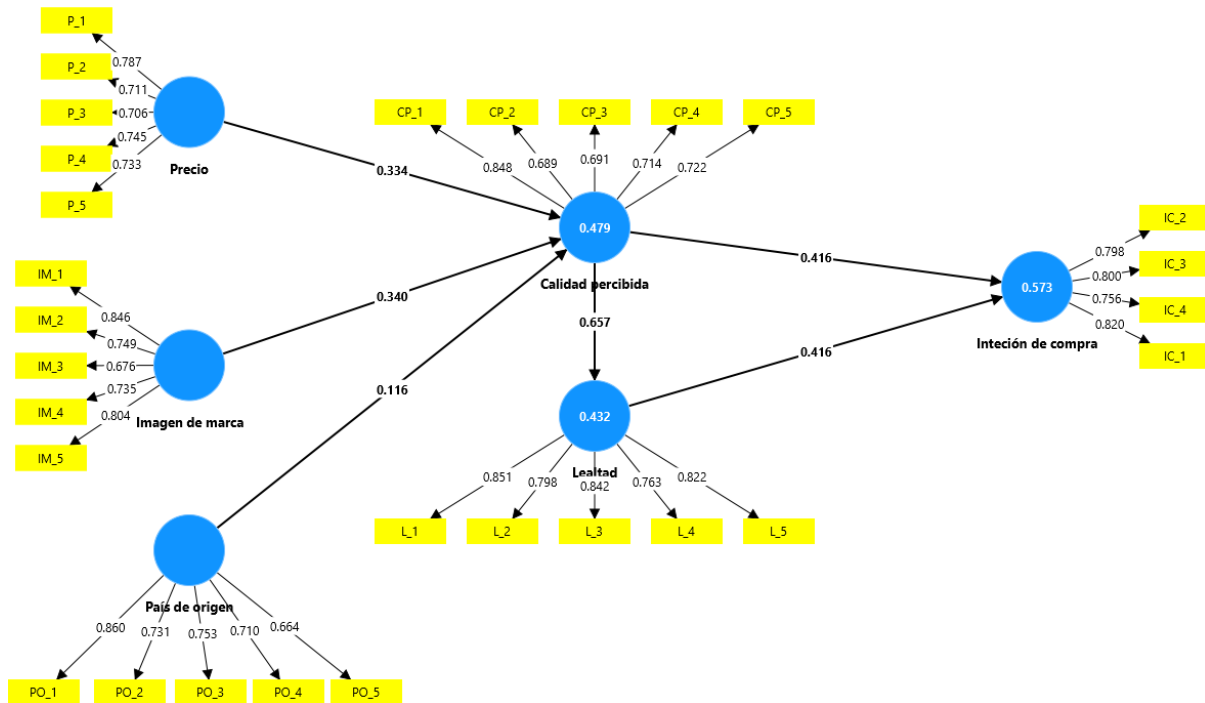 P_1
P_2
P_3
P_4
P_5
0.787
0.711
0.706
0.745
0.733
Precio
0.334
CP_1
CP_2
CP_3
CP_4
CP_5
0.848
0.689
0.691
0.714
0.722
0.479
Calidad percibida
0.416
0.657
IM_1
IM_2
IM_3
IM_4
IM_5
0.846
0.749
0.676
0.735
0.804
Imagen de marca
0.340
0.116
IC_2
IC_3
IC_4
IC_1
0.798
0.800
0.756
0.820
0.573
Inteción de compra
0.416
0.432
Lealtad
0.851
0.798
0.842
0.763
0.822
L_1
L_2
L_3
L_4
L_5
País de origen
0.860
0.731
0.753
0.710
0.664
PO_1
PO_2
PO_3
PO_4
PO_5